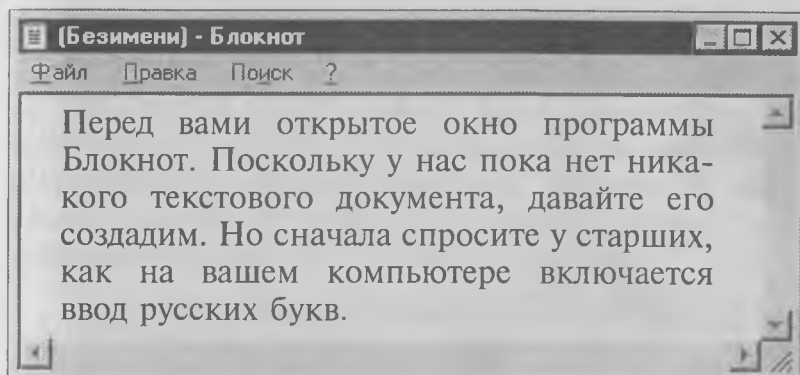 (Безимени) - Блокнот
Файл Правка Поиск ?
Перед вами открытое окно программы
Блокнот. Поскольку у нас пока нет ника-
кого текстового документа, давайте его
создадим. Но сначала спросите у старших,
как на вашем компьютере включается
ввод русских букв.